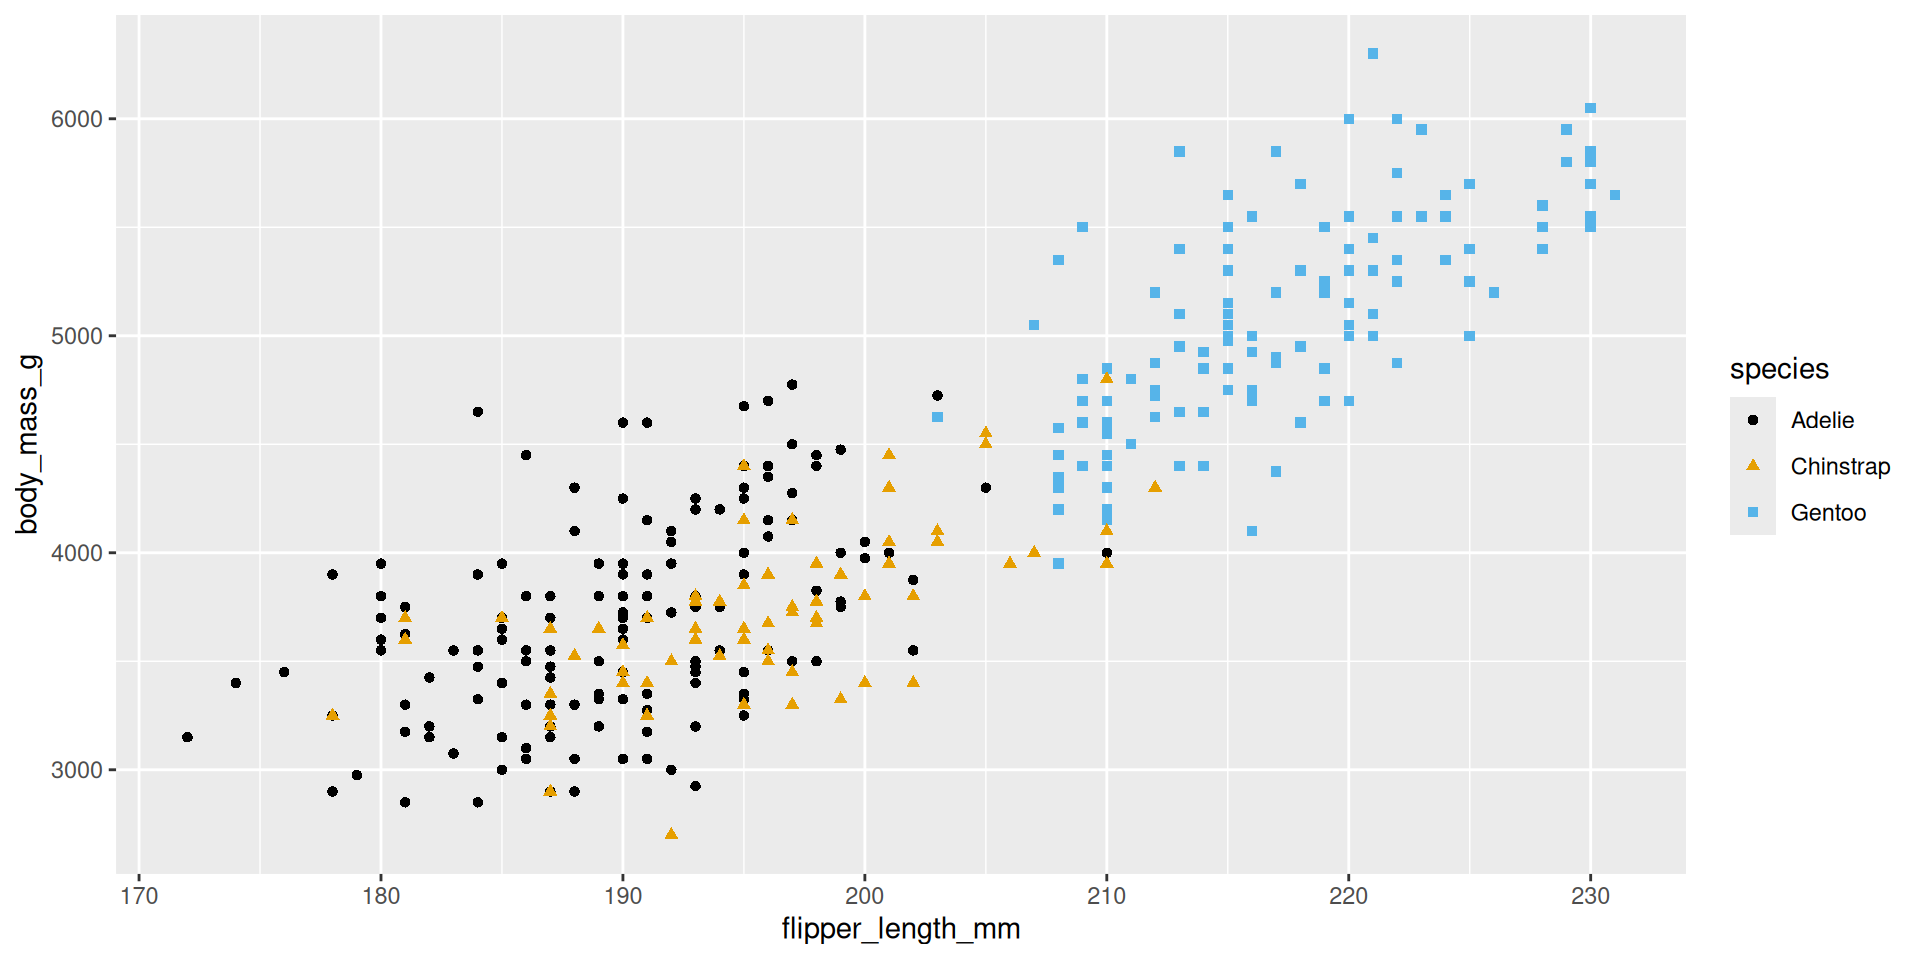 6000
5000
4000
3000
body_mass_g
170 180 190 200 210 220 230
flipper_length_mm
species
Adelie
Chinstrap
Gentoo